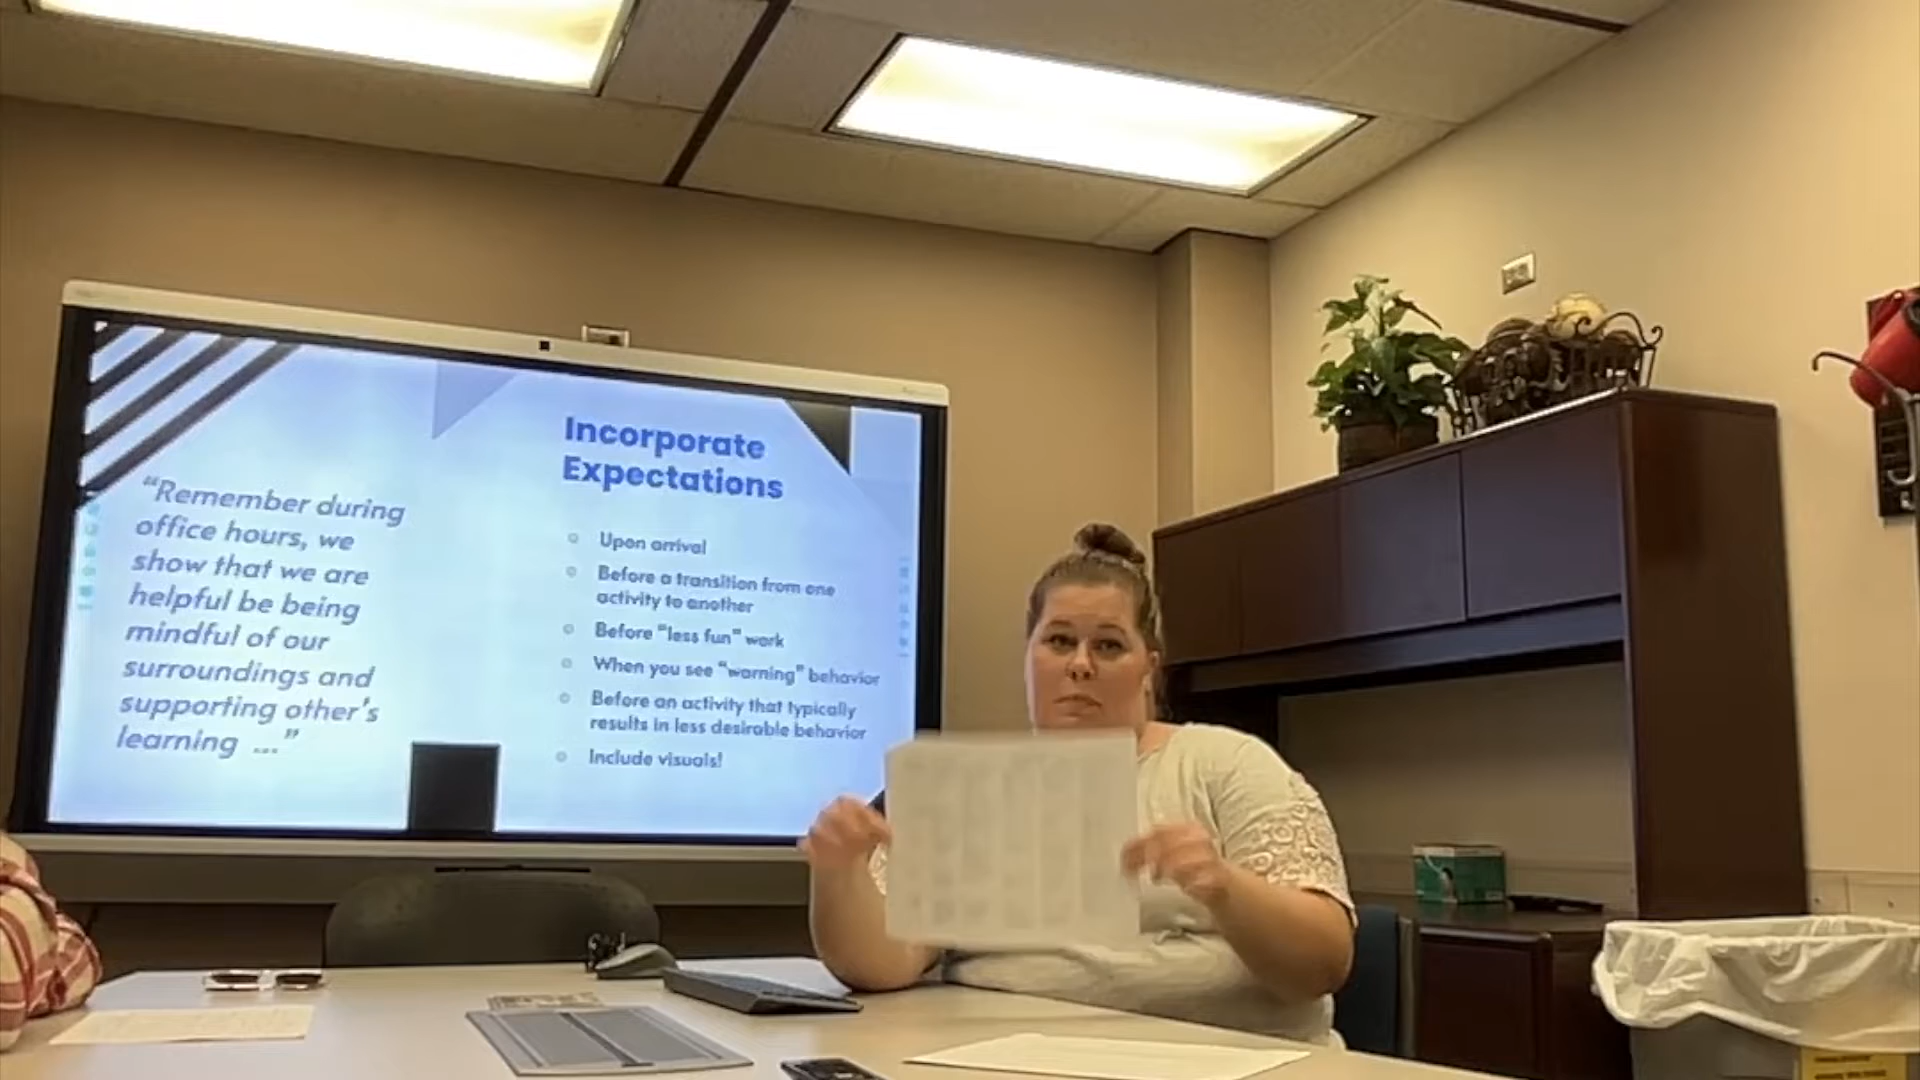 “Remember during
office hours, we
show that we are
helpful be being
mindful of our
surroundings and
supporting other's
learning ...”
Incorporate
Expectations
Upon arrival
Before a transition from one
activity to another
Before “less fun” work
When you see “warning” behavior
Before an activity that typically
results in less desirable behavior
Include visuals!